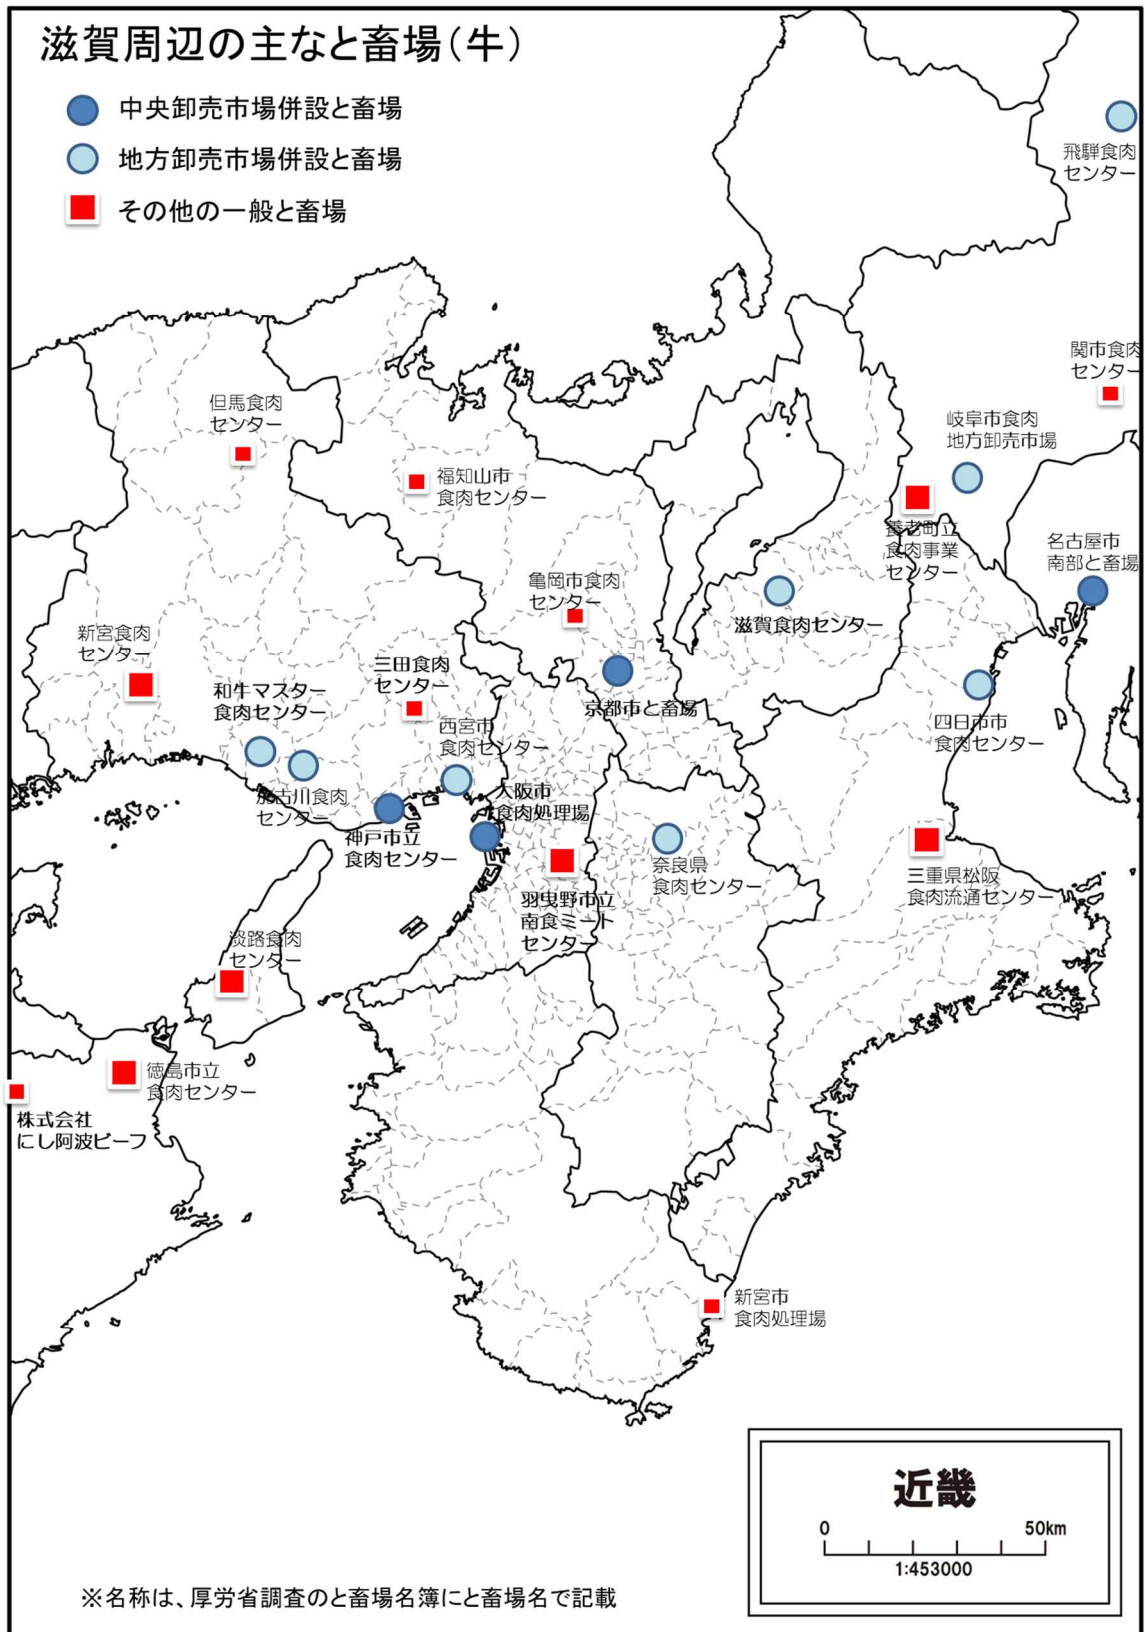 滋賀周辺の主なと畜場（牛）
中央卸売市場併設と畜場
地方卸売市場併設と畜場
その他の一般と畜場
飛騨食肉
センター
関市食肉
センター
但馬食肉
センター
岐阜市食肉
地方卸売市場
福知山市
食肉センター
養老町立
食肉事業
センター
名古屋市
南部と畜場
亀岡市食肉
センター
滋賀食肉センター
新宮食肉
センター
三田食肉
センター
和牛マスター
食肉センター
京都市と畜場
西宮市
食肉センター
四日市市
食肉センター
加古川食肉
センター
大阪市
食肉処理場
神戸市立
食肉センター
奈良県
食肉センター
三重県松阪
食肉流通センター
羽曳野市立
南食ミート
センター
淡路食肉
センター
徳島市立
食肉センター
株式会社
にし阿波ビーフ
新宮市
食肉処理場
近畿
0 50km
1:453000
※名称は、厚労省調査のと畜場名簿にと畜場名で記載